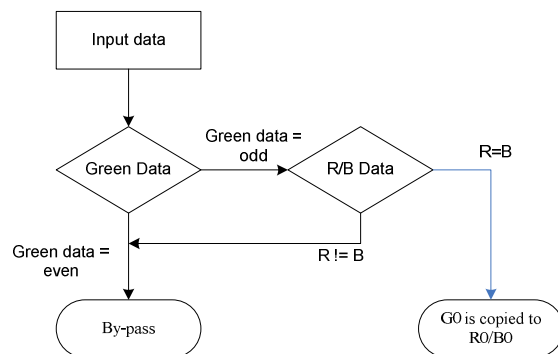 Input data
Green data =
odd
Green Data
R/B Data
R=B
Green data =
even
R != B
By-pass
G0 is copied to
R0/B0